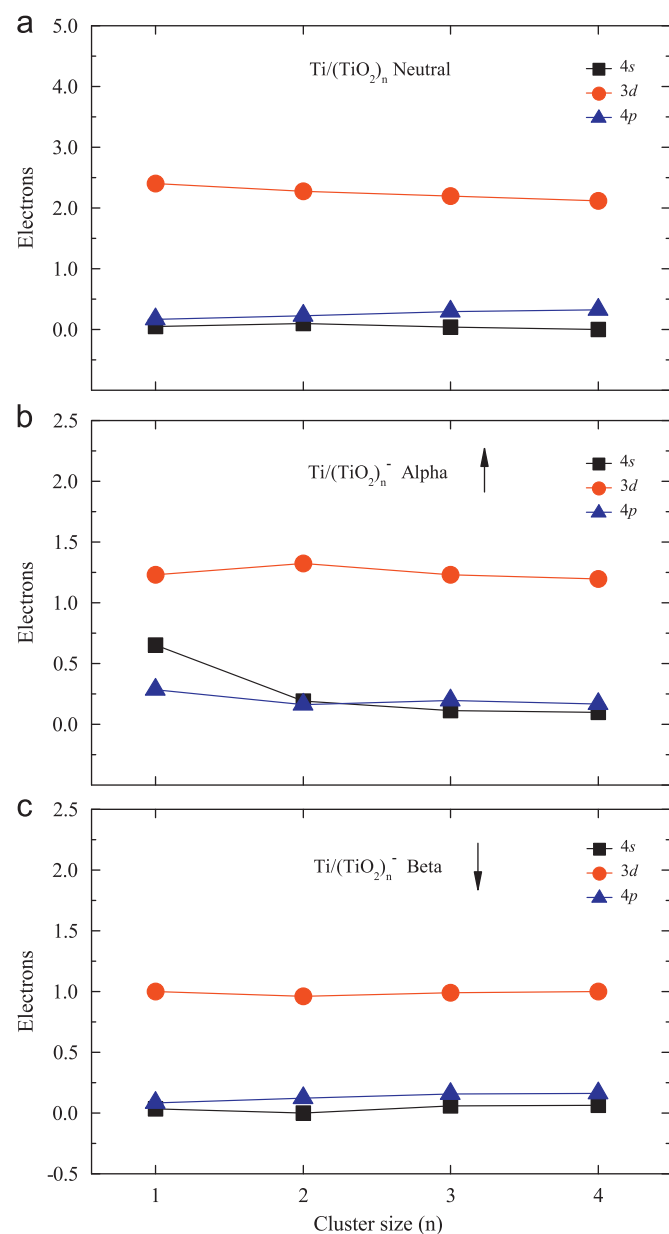 a
5.0
Ti/(TiO2)n Neutral
4s
3d
4p
4.0
3.0
2.0
1.0
0.0
Electrons
b
2.5
Ti/(TiO2)n- Alpha
4s
3d
4p
2.0
1.5
1.0
0.5
0.0
Electrons
c
2.5
Ti/(TiO2)n- Beta
4s
3d
4p
2.0
1.5
1.0
0.5
0.0
-0.5
Electrons
1 2 3 4
Cluster size (n)